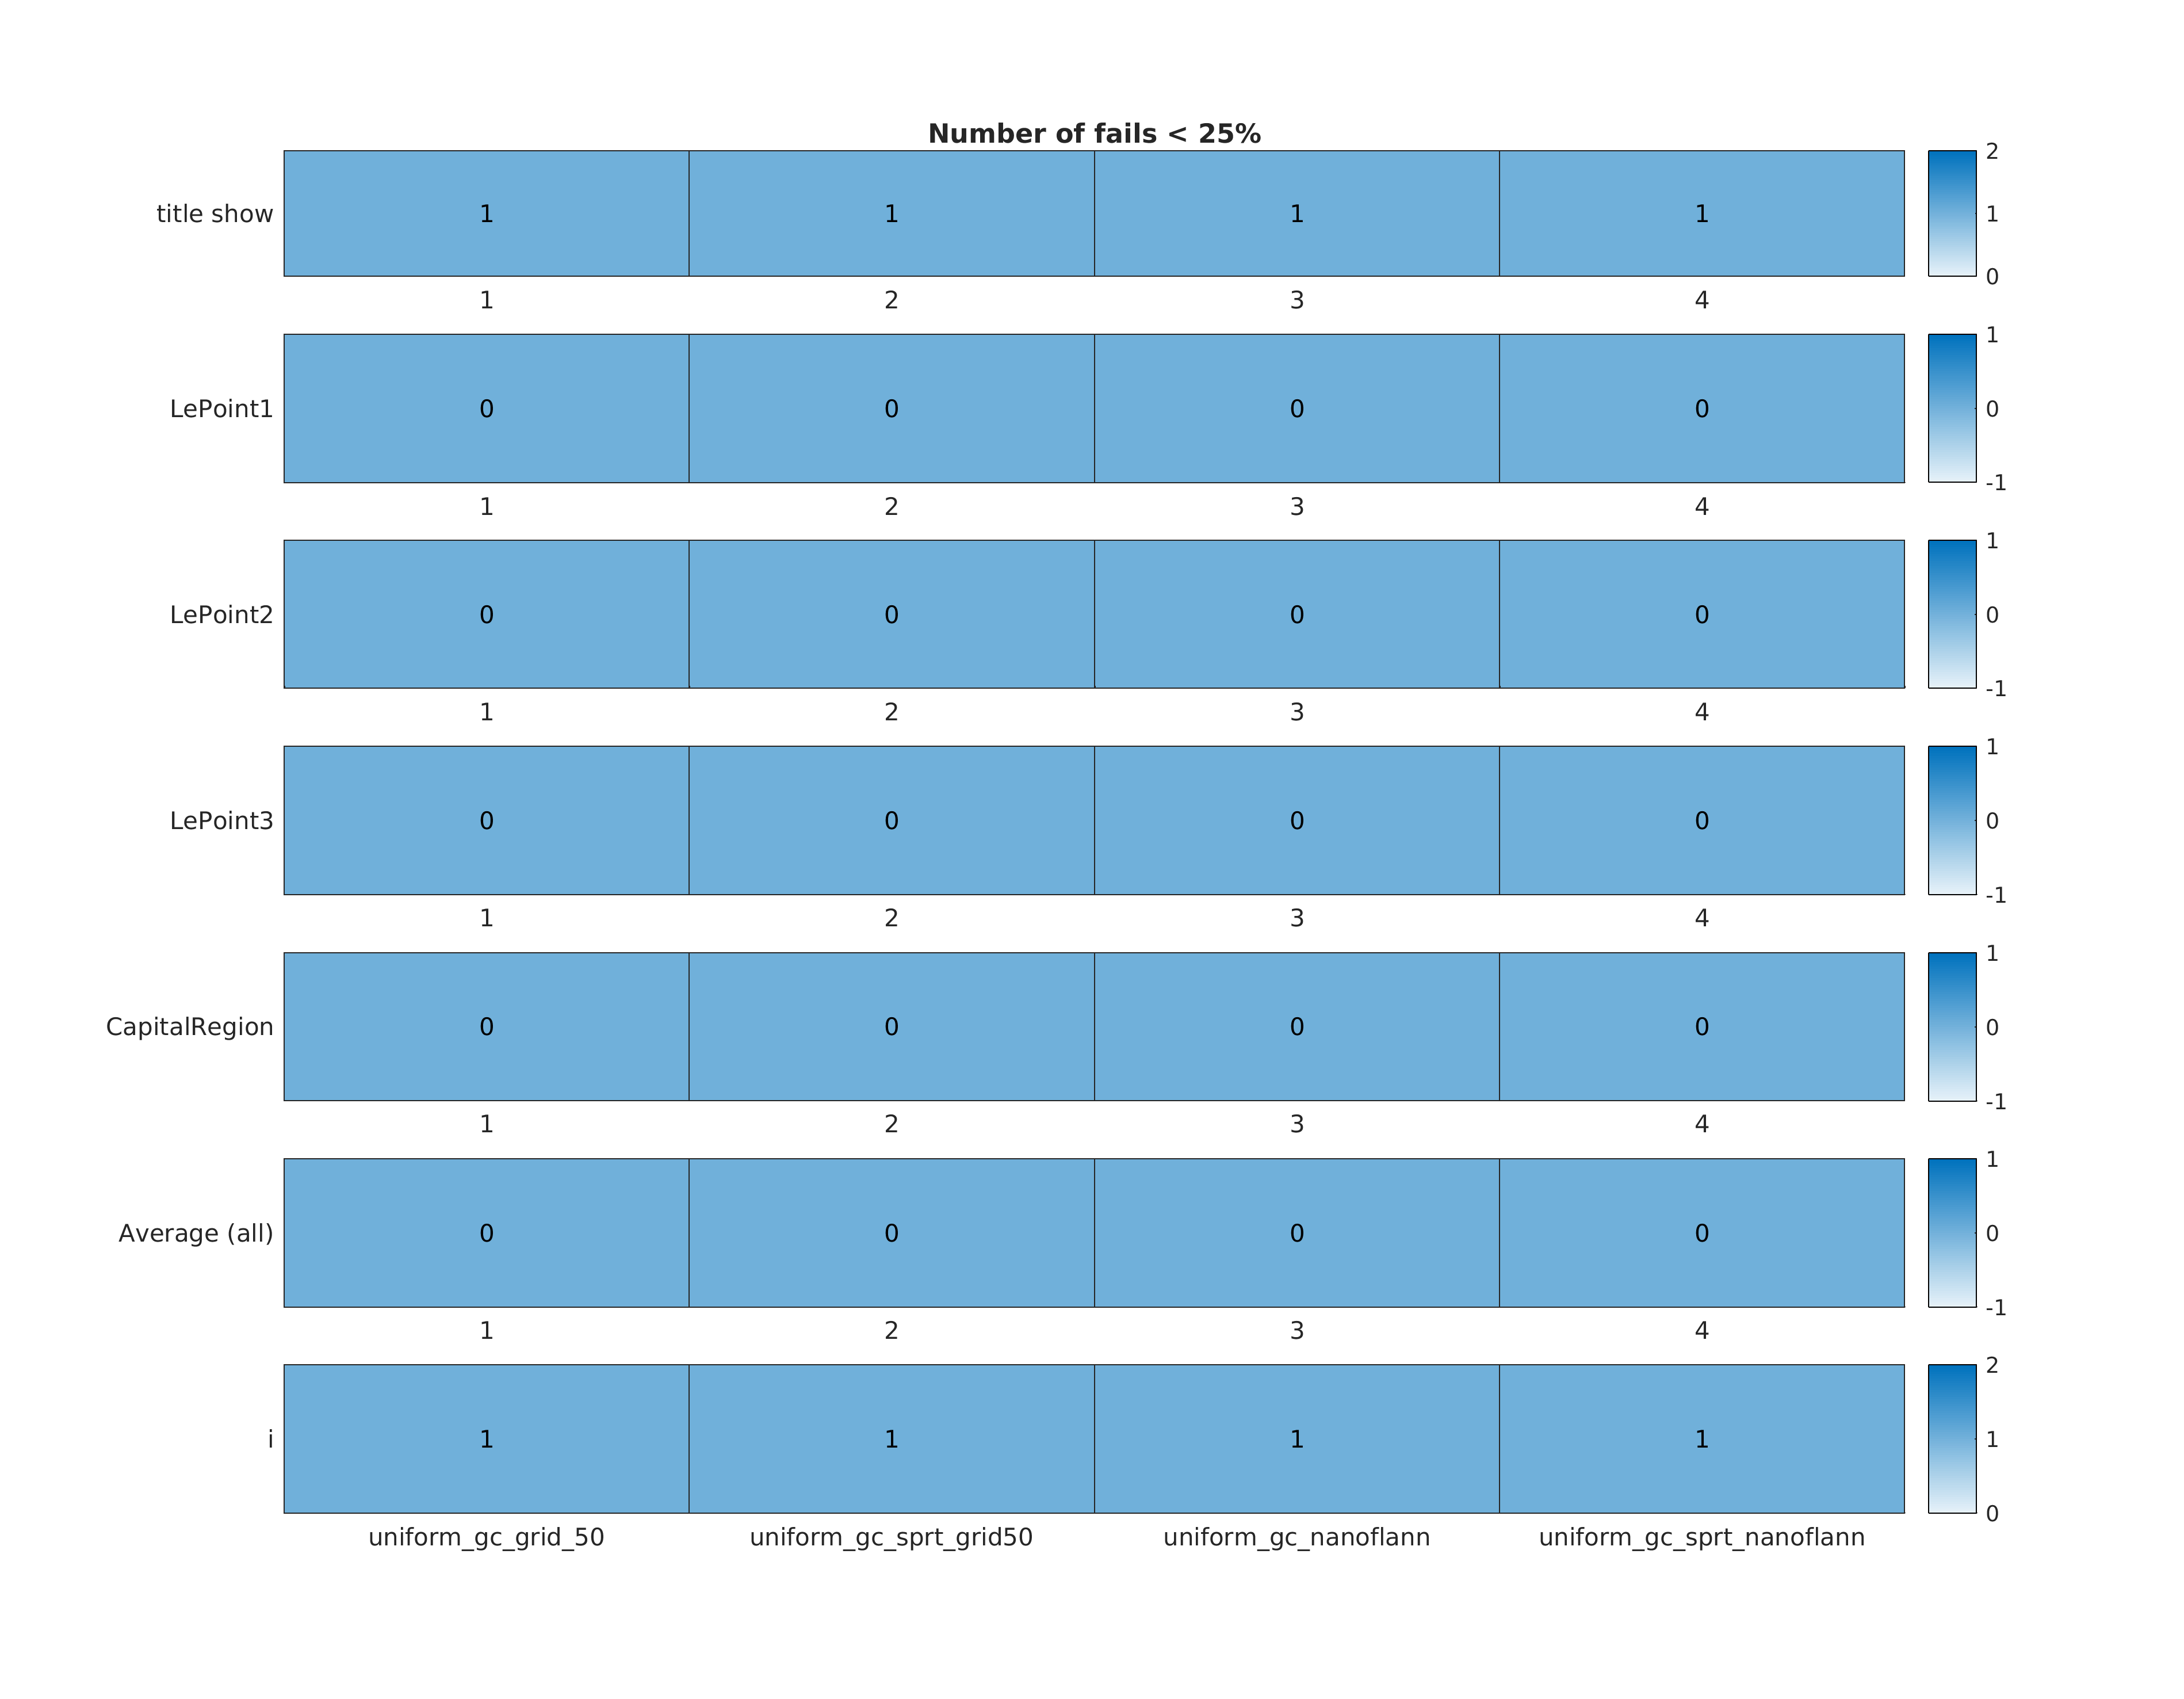 Number of fails < 25%
title show 1 1 1 1 2 1 0
1 2 3 4
LePoint1 0 0 0 0 1 0 -1
1 2 3 4
LePoint2 0 0 0 0 1 0 -1
1 2 3 4
LePoint3 0 0 0 0 1 0 -1
1 2 3 4
CapitalRegion 0 0 0 0 1 0 -1
1 2 3 4
Average (all) 0 0 0 0 1 0 -1
1 2 3 4
i 1 1 1 1 2 1 0
uniform_gc_grid_50 uniform_gc_sprt_grid50 uniform_gc_nanoflann uniform_gc_sprt_nanoflann